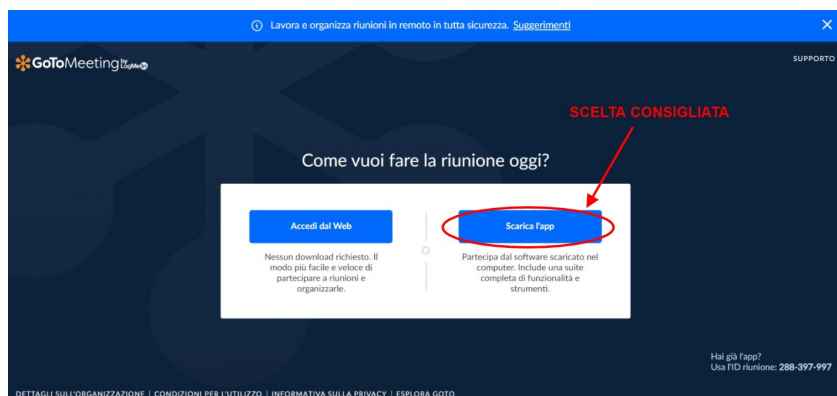 Lavora e organizza riunioni in remoto in tutta sicurezza. Suggerimenti
GoToMeeting by LogMeIn
SUPPORTO
SCELTA CONSIGLIATA
Come vuoi fare la riunione oggi?
Accedi dal Web
Nessun download richiesto. Il
modo più facile e veloce di
partecipare a riunioni e
organizzarle.
Scarica l'app
Partecipa dal software scaricato nel
computer. Include una suite
completa di funzionalità e
strumenti.
Hai già l'app?
Usa l'ID riunione: 288-397-997
DETTAGLI SULL'ORGANIZZAZIONE | CONDIZIONI PER L'UTILIZZO | INFORMATIVA SULLA PRIVACY | ESPLORA GOTO